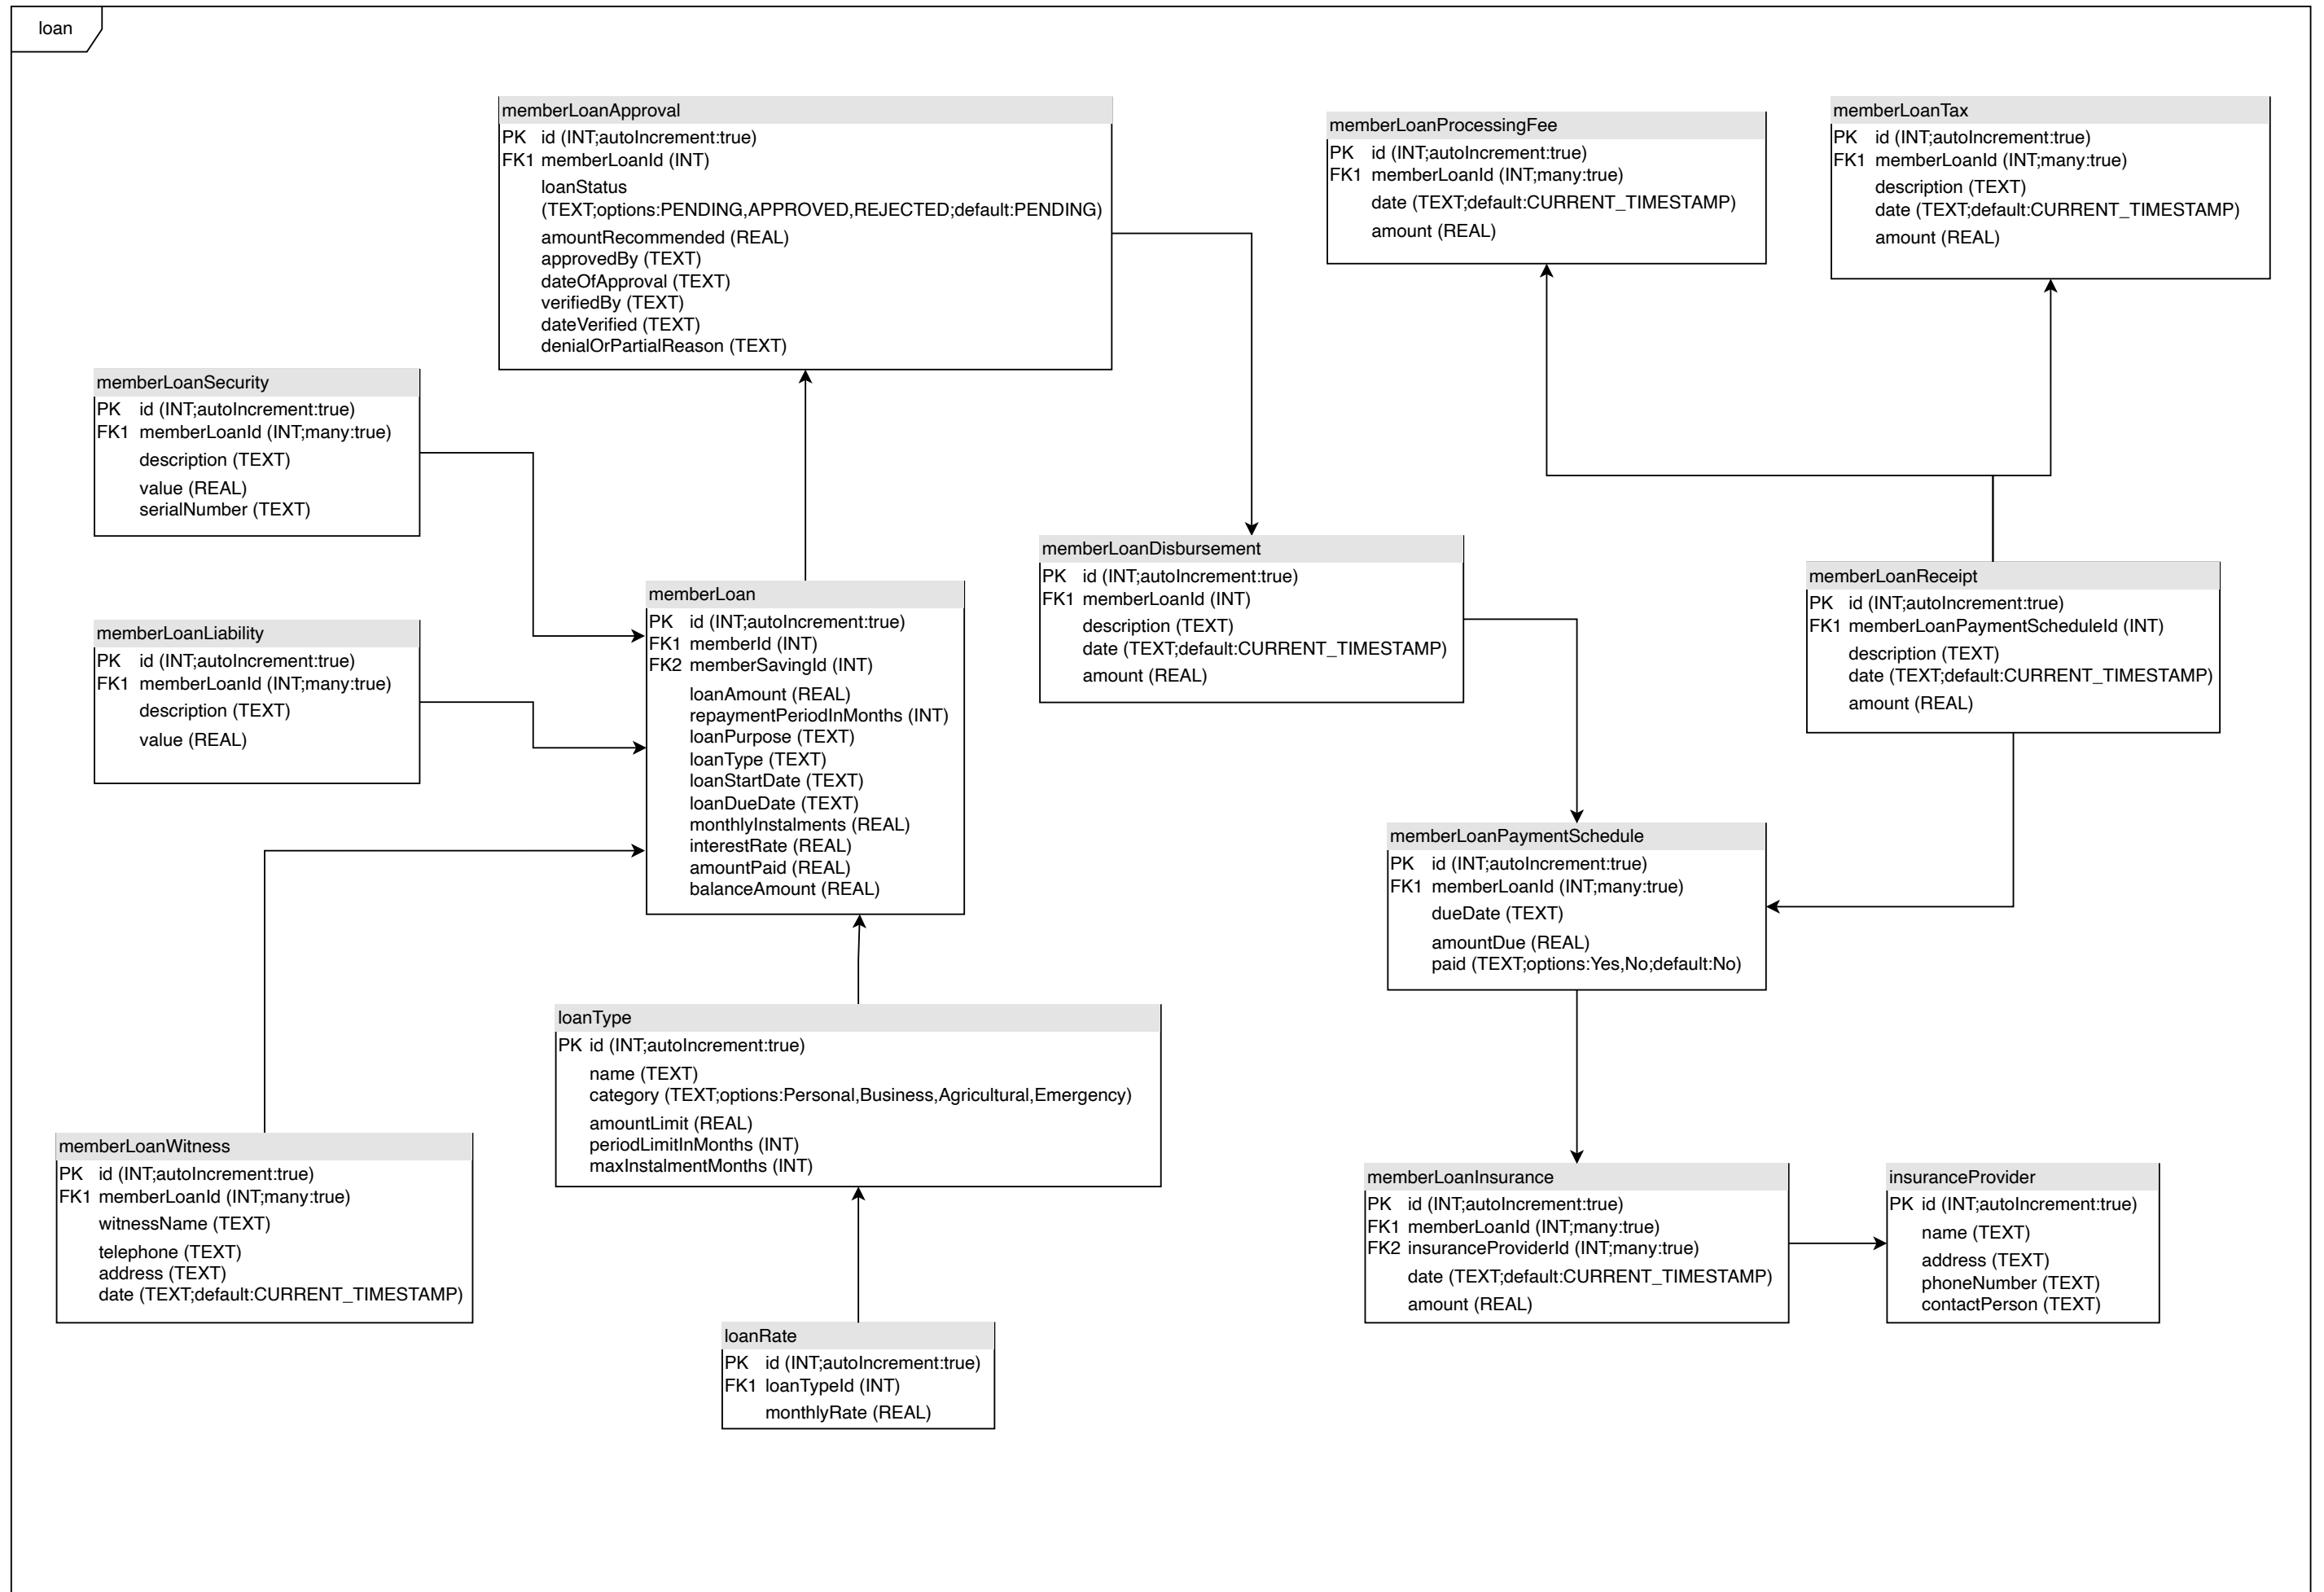 loan
memberLoanApproval
PK id (INT;autoIncrement:true)
FK1 memberLoanId (INT)
loanStatus
(TEXT;options:PENDING,APPROVED,REJECTED;default:PENDING)
amountRecommended (REAL)
approvedBy (TEXT)
dateOfApproval (TEXT)
verifiedBy (TEXT)
dateVerified (TEXT)
denialOrPartialReason (TEXT)
memberLoanProcessingFee
PK id (INT;autoIncrement:true)
FK1 memberLoanId (INT;many:true)
date (TEXT;default:CURRENT_TIMESTAMP)
amount (REAL)
memberLoanTax
PK id (INT;autoIncrement:true)
FK1 memberLoanId (INT;many:true)
description (TEXT)
date (TEXT;default:CURRENT_TIMESTAMP)
amount (REAL)
memberLoanSecurity
PK id (INT;autoIncrement:true)
FK1 memberLoanId (INT;many:true)
description (TEXT)
value (REAL)
serialNumber (TEXT)
memberLoanLiability
PK id (INT;autoIncrement:true)
FK1 memberLoanId (INT;many:true)
description (TEXT)
value (REAL)
memberLoan
PK id (INT;autoIncrement:true)
FK1 memberId (INT)
FK2 memberSavingId (INT)
loanAmount (REAL)
repaymentPeriodInMonths (INT)
loanPurpose (TEXT)
loanType (TEXT)
loanStartDate (TEXT)
loanDueDate (TEXT)
monthlyInstalments (REAL)
interestRate (REAL)
amountPaid (REAL)
balanceAmount (REAL)
memberLoanDisbursement
PK id (INT;autoIncrement:true)
FK1 memberLoanId (INT)
description (TEXT)
date (TEXT;default:CURRENT_TIMESTAMP)
amount (REAL)
memberLoanReceipt
PK id (INT;autoIncrement:true)
FK1 memberLoanPaymentScheduleId (INT)
description (TEXT)
date (TEXT;default:CURRENT_TIMESTAMP)
amount (REAL)
memberLoanPaymentSchedule
PK id (INT;autoIncrement:true)
FK1 memberLoanId (INT;many:true)
dueDate (TEXT)
amountDue (REAL)
paid (TEXT;options:Yes,No;default:No)
loanType
PK id (INT;autoIncrement:true)
name (TEXT)
category (TEXT;options:Personal,Business,Agricultural,Emergency)
amountLimit (REAL)
periodLimitInMonths (INT)
maxInstalmentMonths (INT)
memberLoanWitness
PK id (INT;autoIncrement:true)
FK1 memberLoanId (INT;many:true)
witnessName (TEXT)
telephone (TEXT)
address (TEXT)
date (TEXT;default:CURRENT_TIMESTAMP)
memberLoanInsurance
PK id (INT;autoIncrement:true)
FK1 memberLoanId (INT;many:true)
FK2 insuranceProviderId (INT;many:true)
date (TEXT;default:CURRENT_TIMESTAMP)
amount (REAL)
insuranceProvider
PK id (INT;autoIncrement:true)
name (TEXT)
address (TEXT)
phoneNumber (TEXT)
contactPerson (TEXT)
loanRate
PK id (INT;autoIncrement:true)
FK1 loanTypeId (INT)
monthlyRate (REAL)